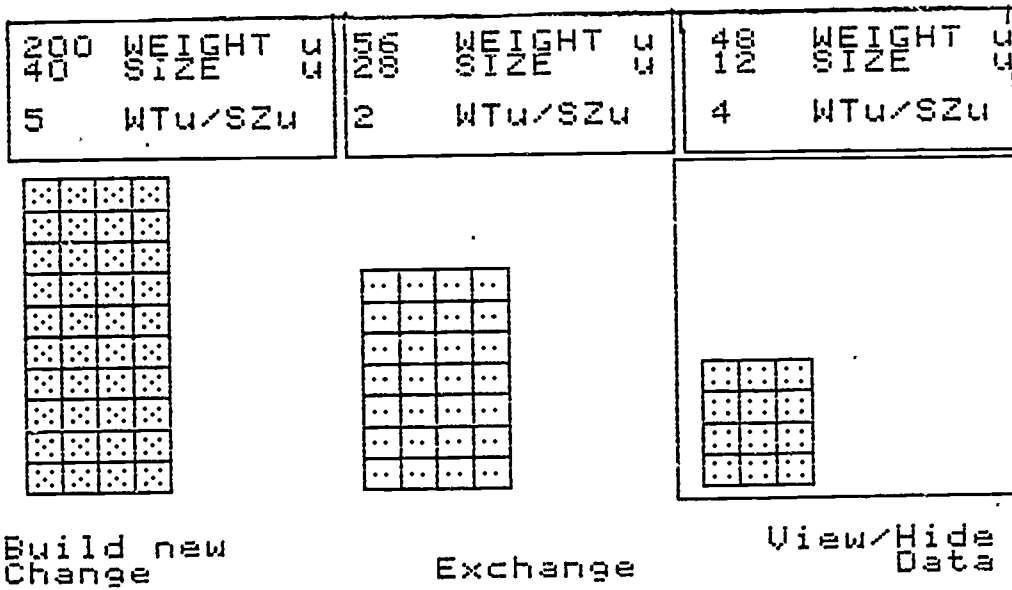 200 WEIGHT u
40 SIZE u
5 WTu/SZu
56 WEIGHT u
28 SIZE u
2 WTu/SZu
48 WEIGHT u
12 SIZE u
4 WTu/SZu
Build new
Change
Exchange
View/Hide
Data